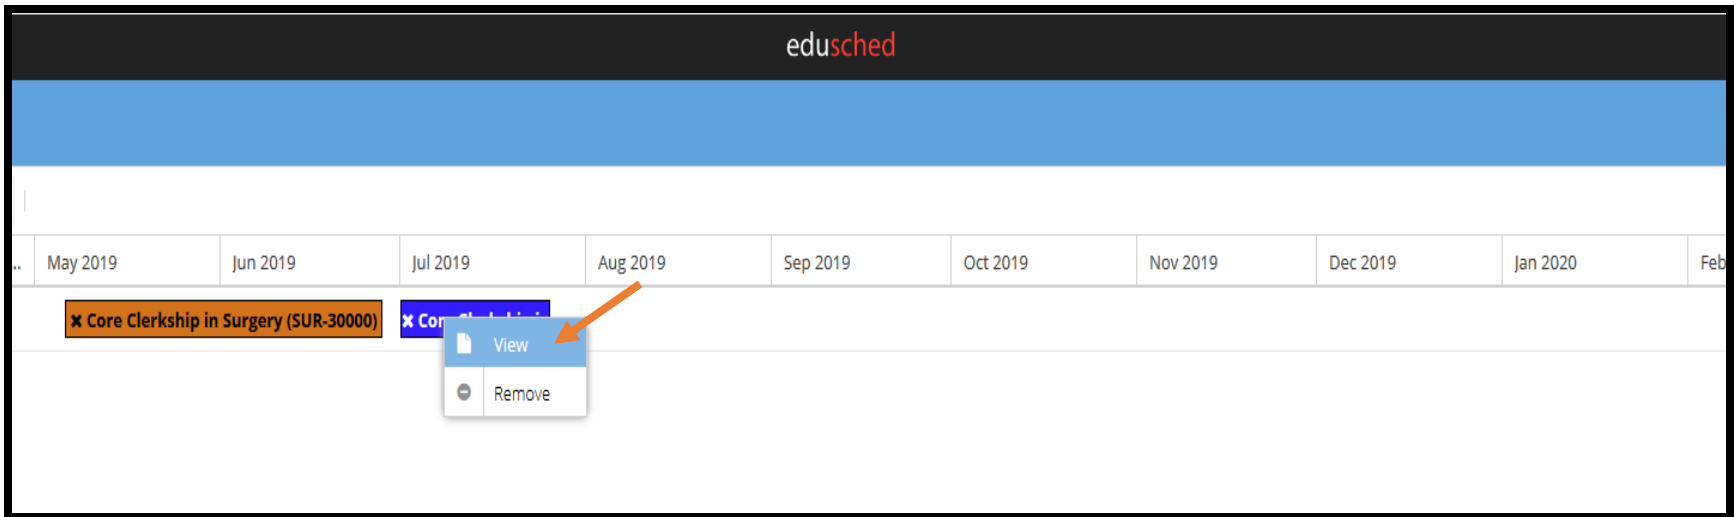 edusched
.. May 2019 Jun 2019 Jul 2019 Aug 2019 Sep 2019 Oct 2019 Nov 2019 Dec 2019 Jan 2020 Feb
✖ Core Clerkship in Surgery (SUR-30000) ✖
View
Remove